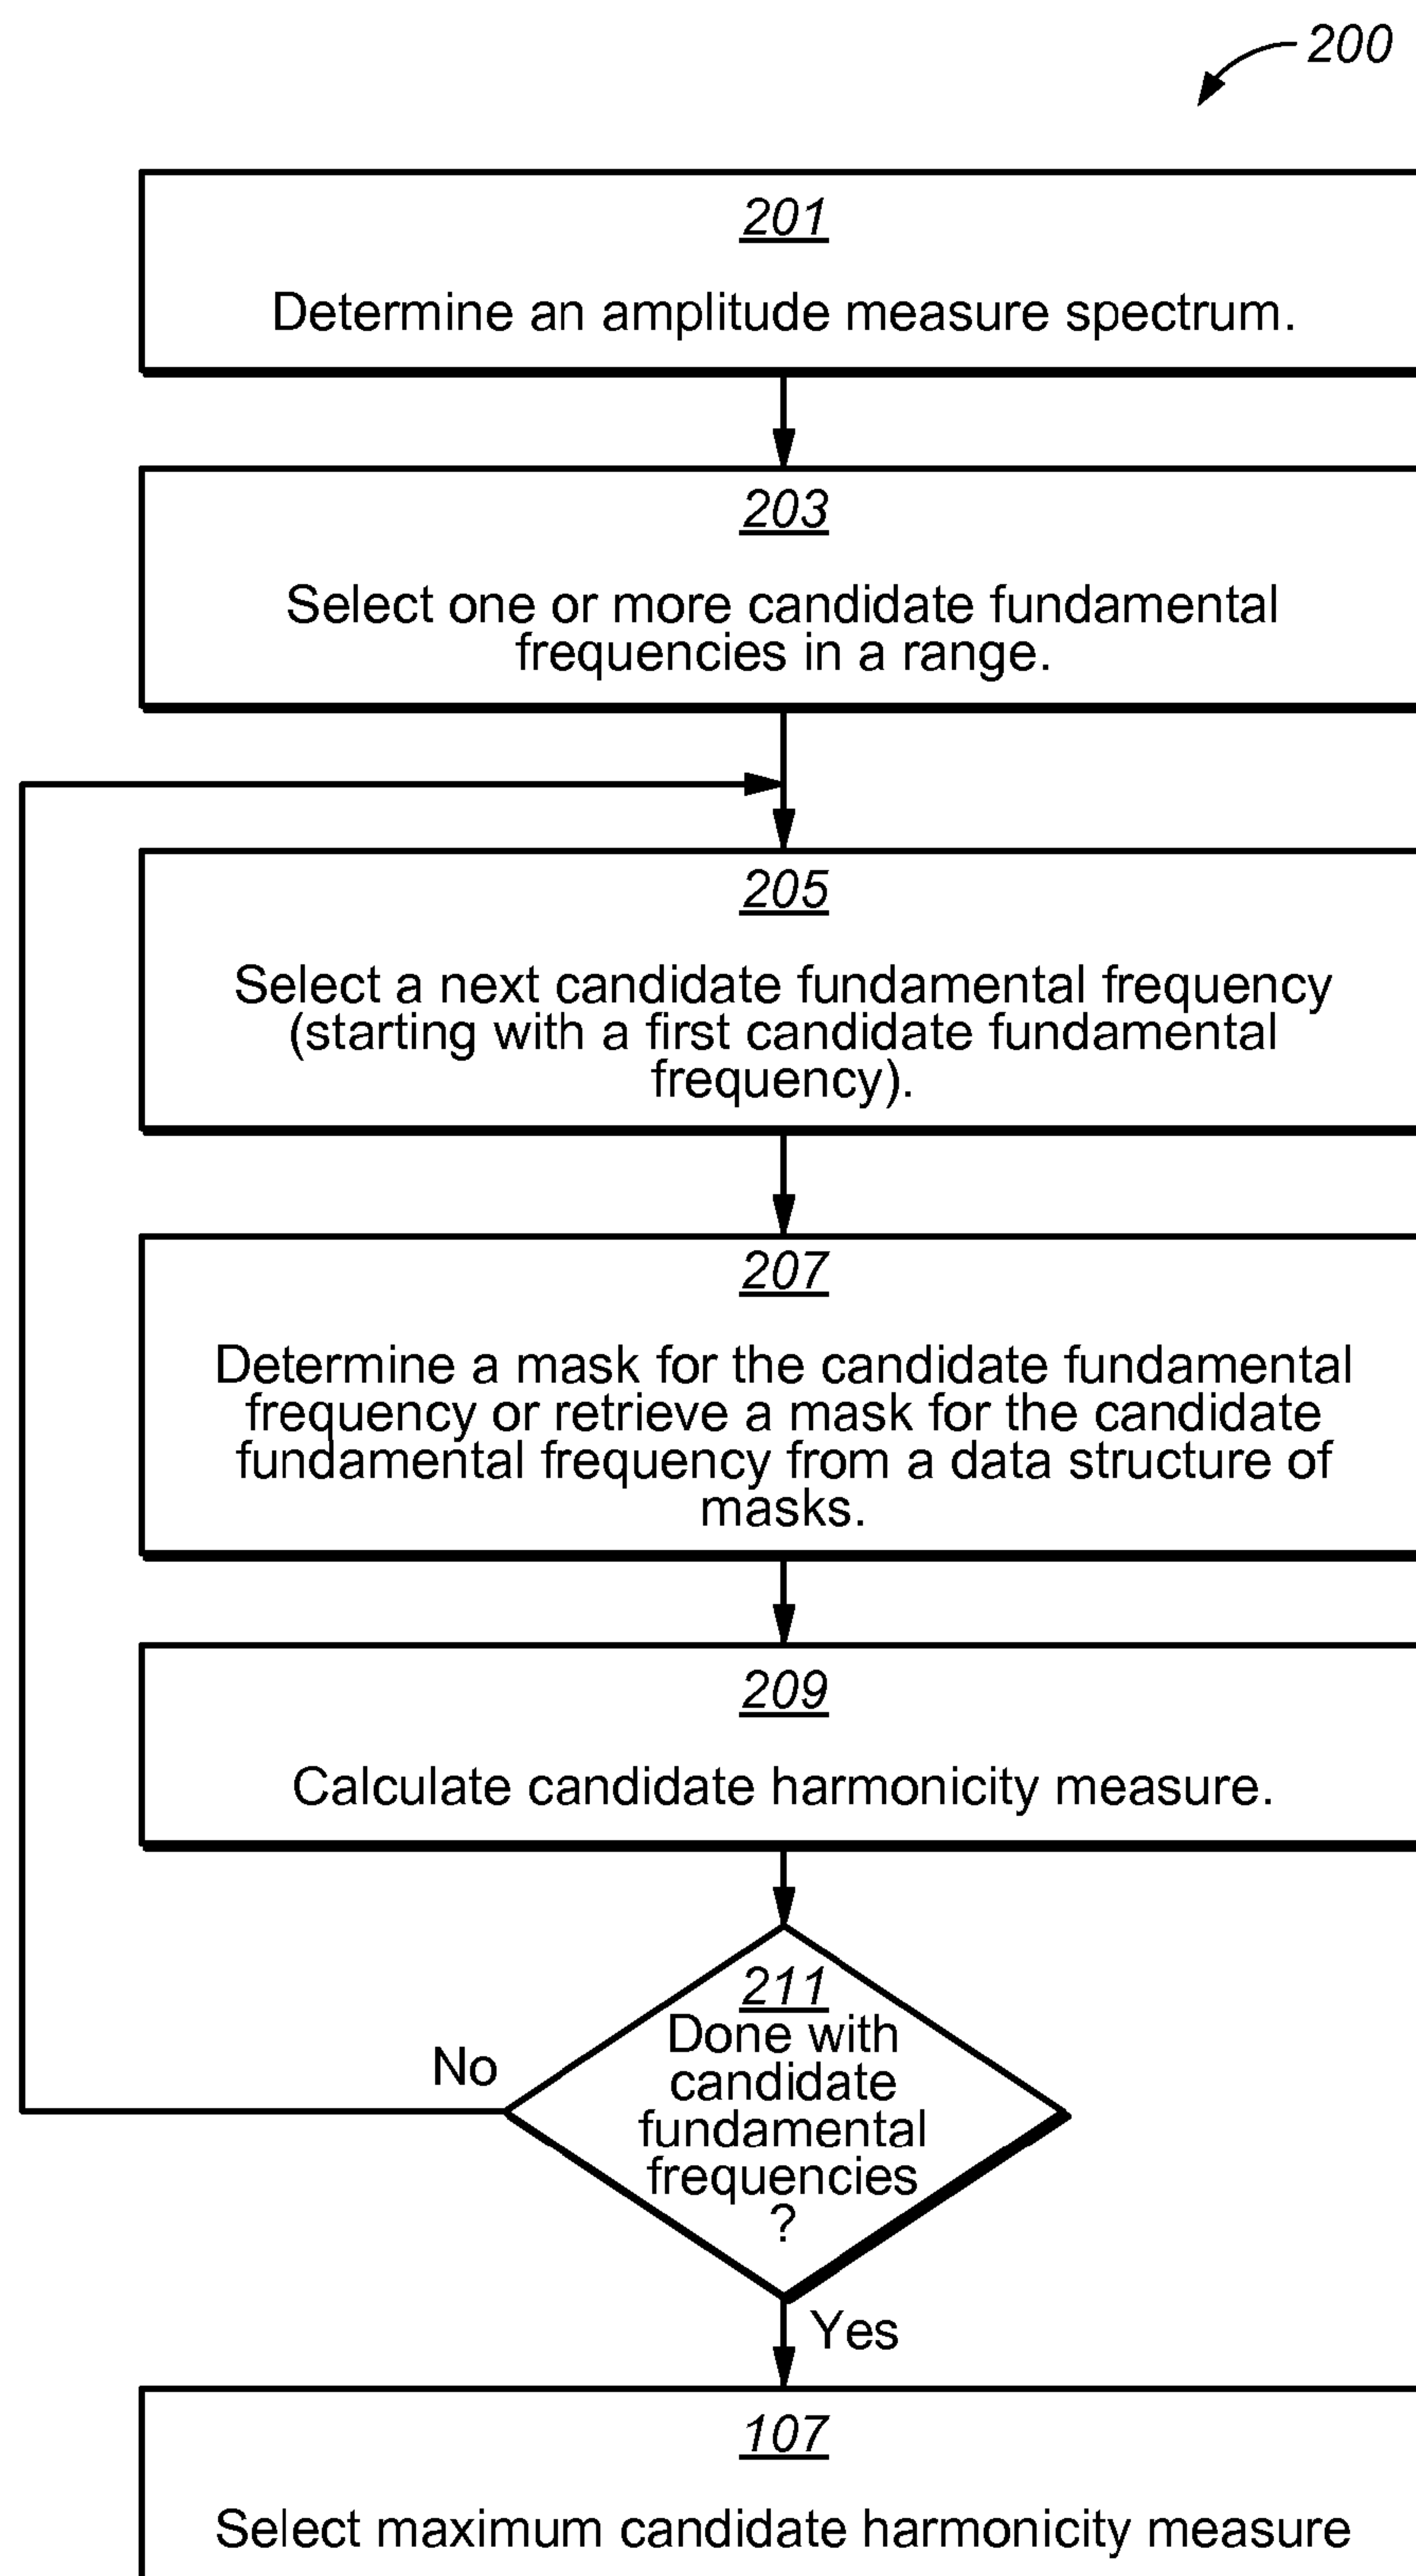 200
201
Determine an amplitude measure spectrum.
203
Select one or more candidate fundamental
frequencies in a range.
205
Select a next candidate fundamental frequency
(starting with a first candidate fundamental
frequency).
207
Determine a mask for the candidate fundamental
frequency or retrieve a mask for the candidate
fundamental frequency from a data structure of
masks.
209
Calculate candidate harmonicity measure.
211
Done with
candidate
fundamental
frequencies
?
No
Yes
107
Select maximum candidate harmonicity measure